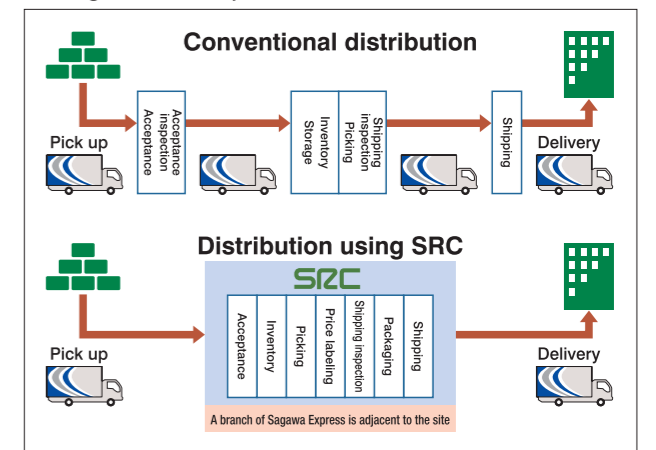 Conventional distribution
Pick up
Acceptance
Acceptance inspection
Storage
Inventory
Picking
Shipping inspection
Shipping
Delivery
Distribution using SRC
SRC
Pick up
Acceptance
Inventory
Picking
Price labeling
Shipping inspection
Packaging
Shipping
Delivery
A branch of Sagawa Express is adjacent to the site